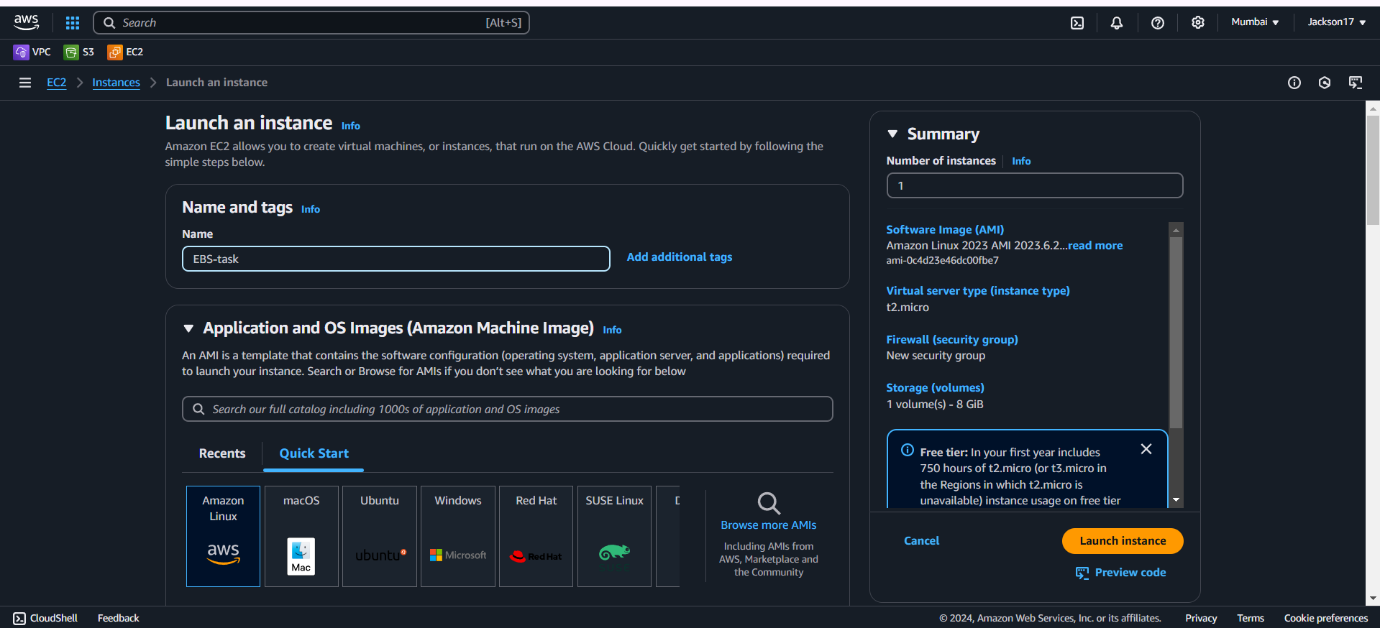 aws
Search [Alt+S]
Mumbai
Jackson17
VPC S3 EC2
EC2 Instances Launch an instance
Launch an instance Info
Amazon EC2 allows you to create virtual machines, or instances, that run on the AWS Cloud. Quickly get started by following the
simple steps below.
Name and tags Info
Name
EBS-task
Add additional tags
Application and OS Images (Amazon Machine Image) Info
An AMI is a template that contains the software configuration (operating system, application server, and applications) required
to launch your instance. Search or Browse for AMIs if you don't see what you are looking for below
Search our full catalog including 1000s of application and OS images
Recents Quick Start
Amazon
Linux
aws
macOS
Mac
Ubuntu
ubuntu
Windows
Microsoft
Red Hat
Red Hat
SUSE Linux
Browse more AMIs
Including AMIs from
AWS, Marketplace and
the Community
Summary
Number of instances Info
1
Software Image (AMI)
Amazon Linux 2023 AMI 2023.6.2...read more
ami-0c4d23e46dc00fbe7
Virtual server type (instance type)
t2.micro
Firewall (security group)
New security group
Storage (volumes)
1 volume(s) - 8 GiB
Free tier: In your first year includes
750 hours of t2.micro (or t3.micro in
the Regions in which t2.micro is
unavailable) instance usage on free tier
Cancel
Launch instance
Preview code
CloudShell Feedback
© 2024, Amazon Web Services, Inc. or its affiliates. Privacy Terms Cookie preferences